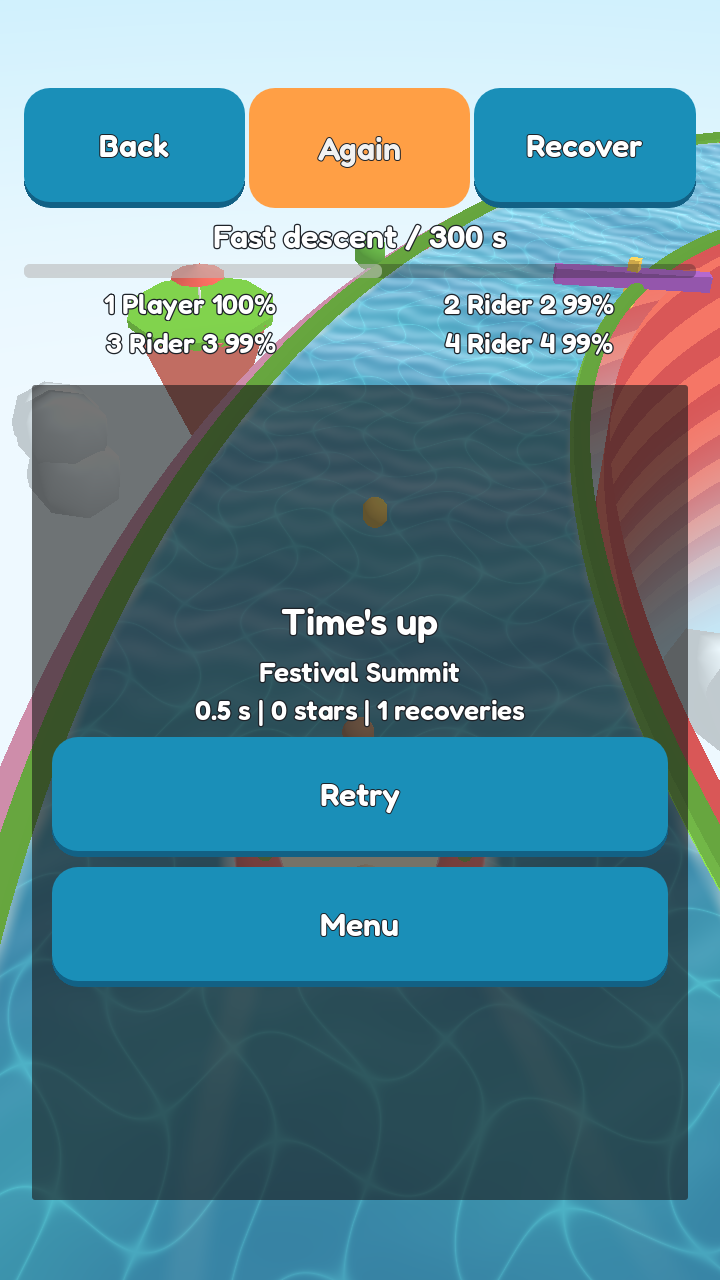 Back
Again
Recover
Fast descent / 300 s
1 Player 100%
2 Rider 2 99%
3 Rider 3 99%
4 Rider 4 99%
Time's up
Festival Summit
0.5 s | 0 stars | 1 recoveries
Retry
Menu